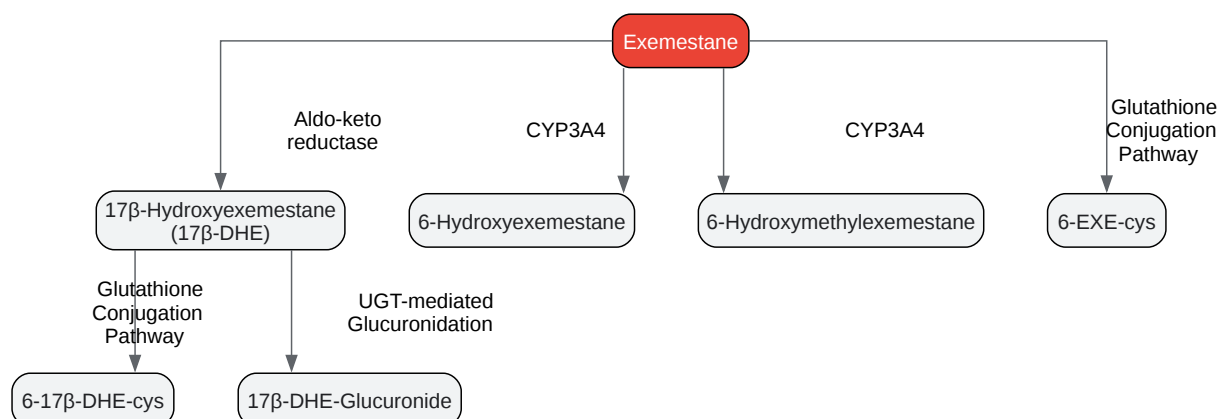 Exemestane
Aldo-keto
reductase
CYP3A4
CYP3A4
Glutathione
Conjugation
Pathway
17β-Hydroxyexemestane
(17β-DHE)
6-Hydroxyexemestane
6-Hydroxymethylexemestane
6-EXE-cys
Glutathione
Conjugation
Pathway
UGT-mediated
Glucuronidation
6-17β-DHE-cys
17β-DHE-Glucuronide